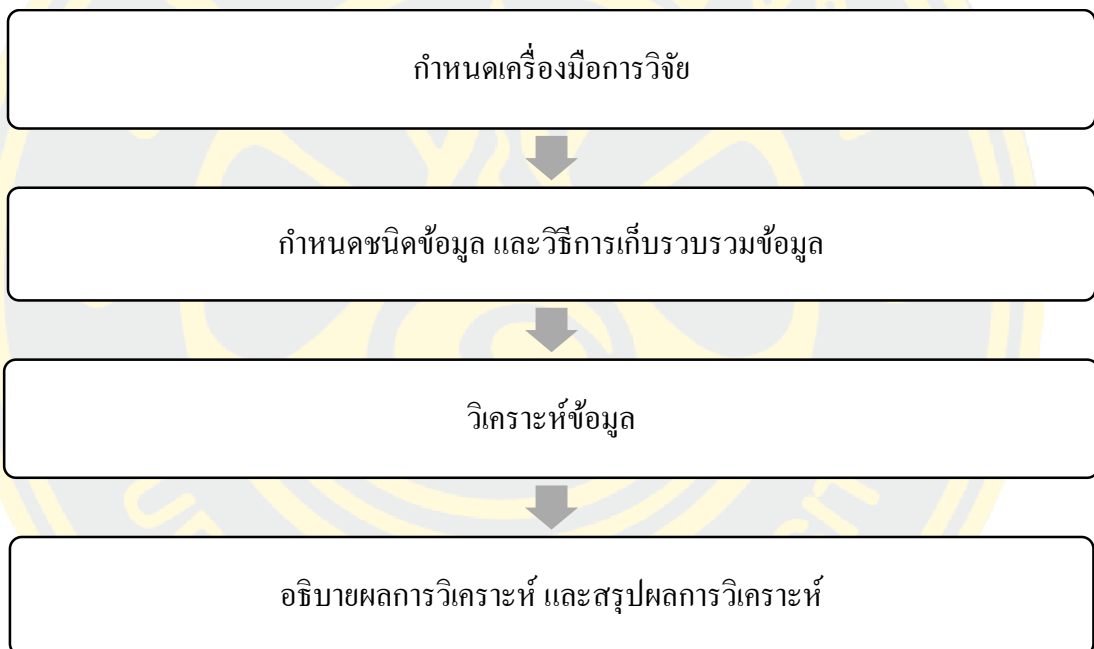 กำหนดเครื่องมือการวิจัย
กำหนดชนิดข้อมูล และวิธีการเก็บรวบรวมข้อมูล
วิเคราะห์ข้อมูล
อธิบายผลการวิเคราะห์ และสรุปผลการวิเคราะห์